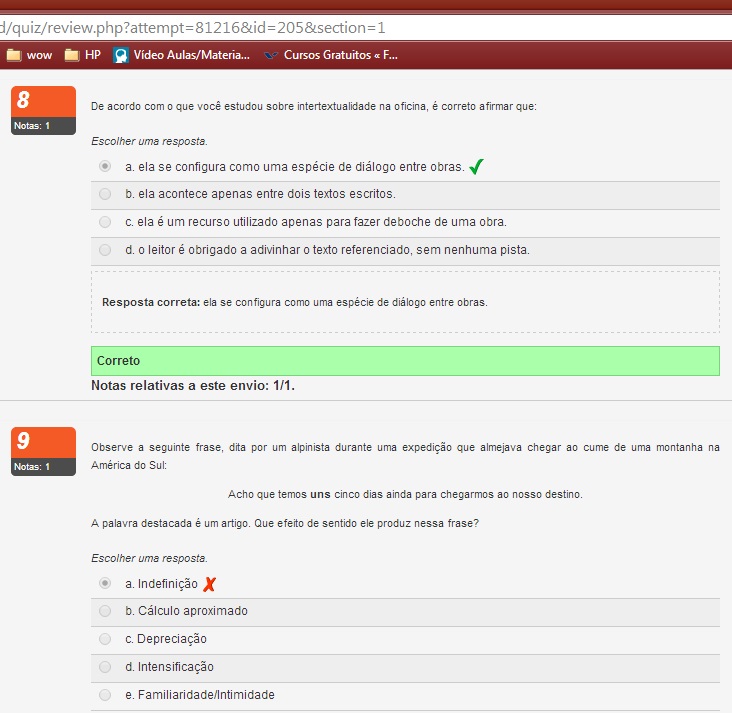 d/quiz/review.php?attempt=81216&id=205&section=1
wow HP Vídeo Aulas/Materia... Cursos Gratuitos « F...
8
Notas: 1
De acordo com o que você estudou sobre intertextualidade na oficina, é correto afirmar que:
Escolher uma resposta.
a. ela se configura como uma espécie de diálogo entre obras.
b. ela acontece apenas entre dois textos escritos.
c. ela é um recurso utilizado apenas para fazer deboche de uma obra.
d. o leitor é obrigado a adivinhar o texto referenciado, sem nenhuma pista.
Resposta correta: ela se configura como uma espécie de diálogo entre obras.
Correto
Notas relativas a este envio: 1/1.
9
Notas: 1
Observe a seguinte frase, dita por um alpinista durante uma expedição que almejava chegar ao cume de uma montanha na
América do Sul:
Acho que temos uns cinco dias ainda para chegarmos ao nosso destino.
A palavra destacada é um artigo. Que efeito de sentido ele produz nessa frase?
Escolher uma resposta.
a. Indefinição
b. Cálculo aproximado
c. Depreciação
d. Intensificação
e. Familiaridade/Intimidade